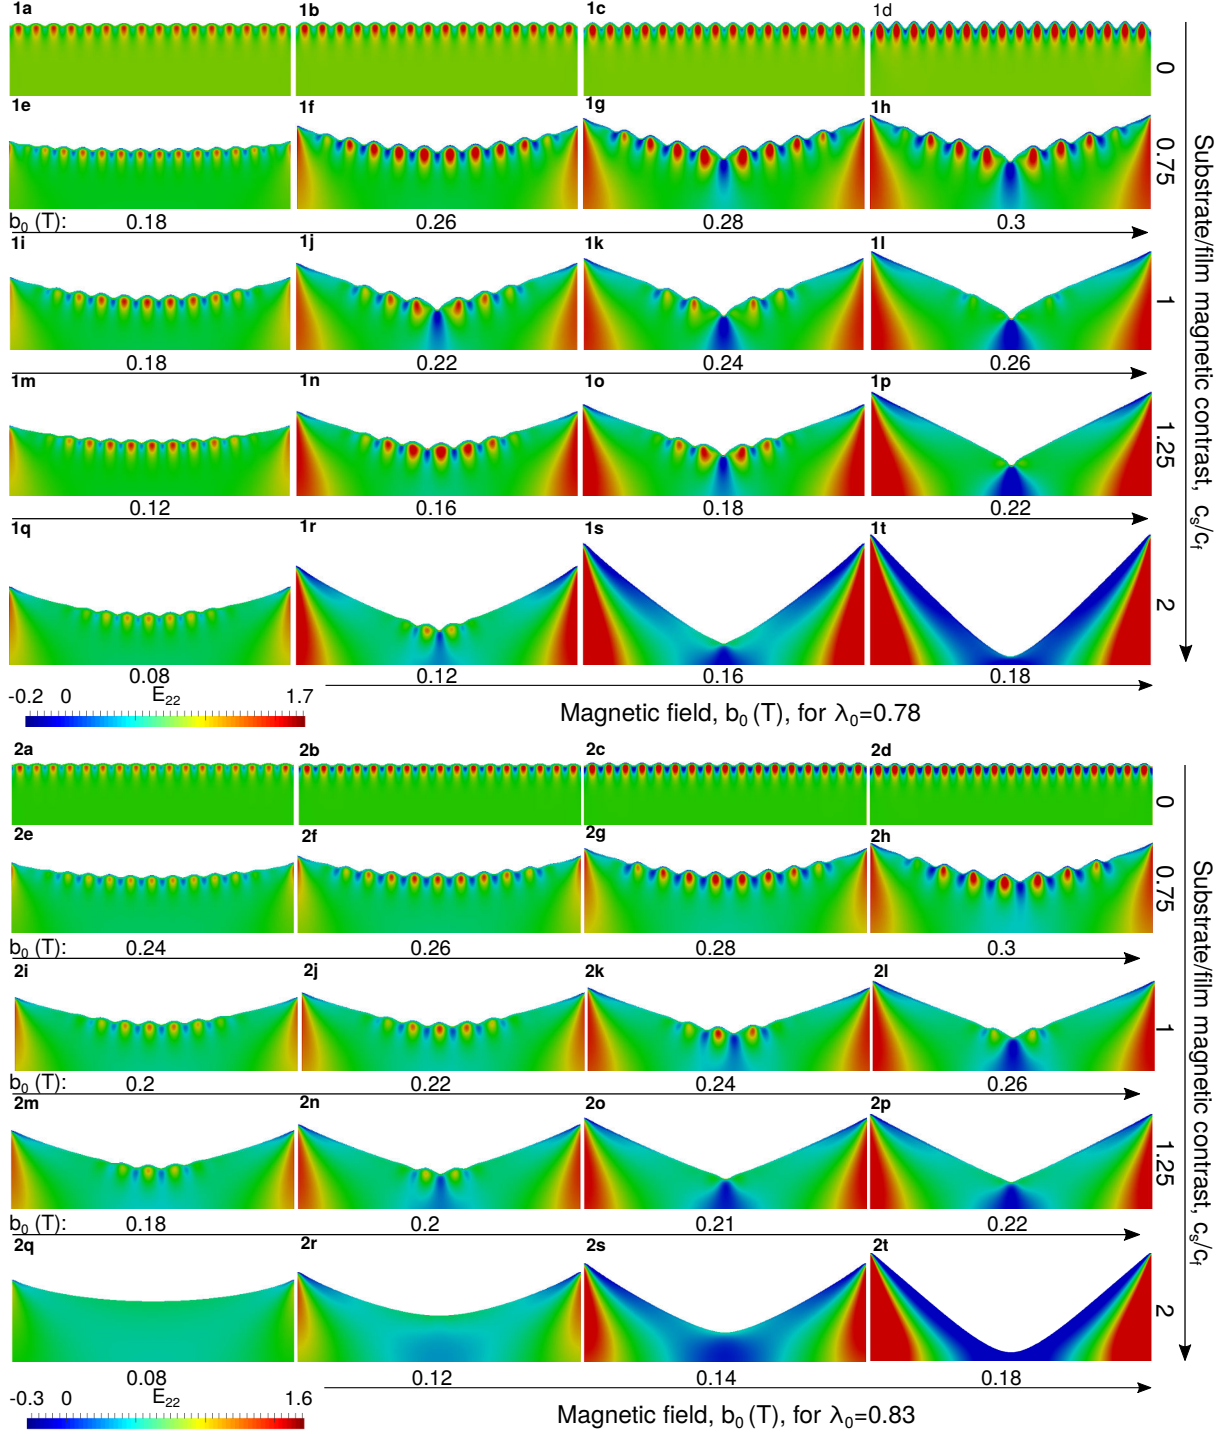 1a 1b 1c 1d
0
1e 1f 1g 1h
0.75
b0 (T): 0.18 0.26 0.28 0.3
1i 1j 1k 1l
1
0.18 0.22 0.24 0.26
1m 1n 1o 1p
1.25
0.12 0.16 0.18 0.22
1q 1r 1s 1t
2
0.08 0.12 0.16 0.18
Substrate/film magnetic contrast, cs/cf
-0.2 0 E22 1.7
Magnetic field, b0 (T), for λ0=0.78
2a 2b 2c 2d
0
2e 2f 2g 2h
0.75
b0 (T): 0.24 0.26 0.28 0.3
2i 2j 2k 2l
1
b0 (T): 0.2 0.22 0.24 0.26
2m 2n 2o 2p
1.25
b0 (T): 0.18 0.2 0.21 0.22
2q 2r 2s 2t
2
0.08 0.12 0.14 0.18
Substrate/film magnetic contrast, cs/cf
-0.3 0 E22 1.6
Magnetic field, b0 (T), for λ0=0.83